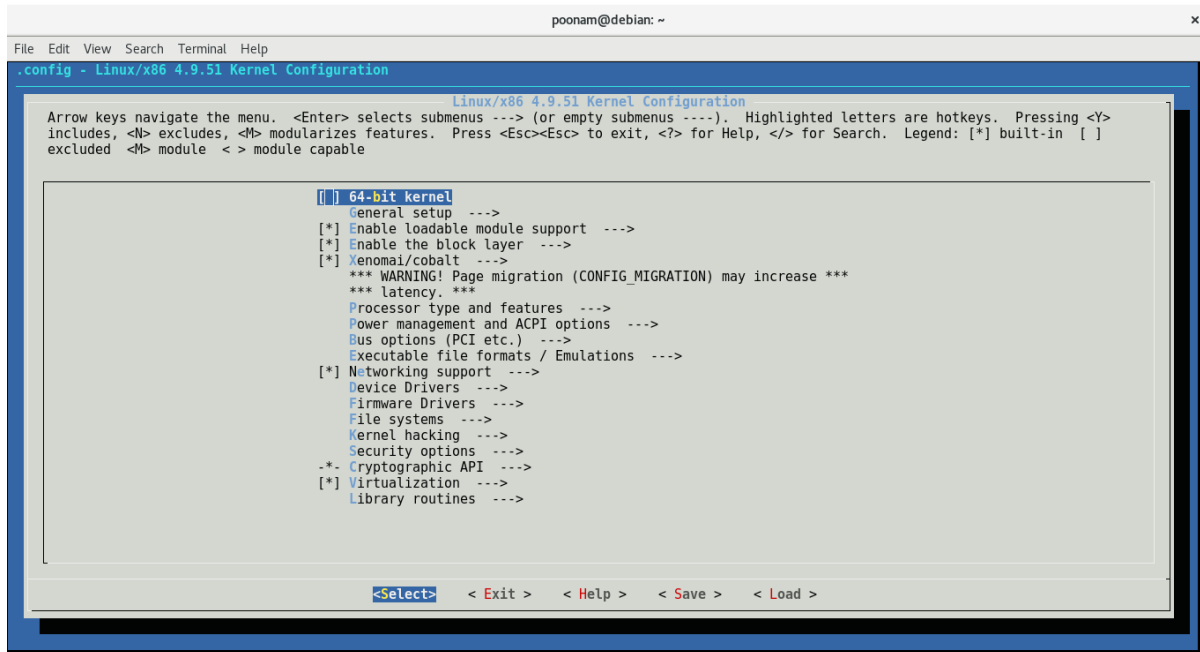 poonam@debian: ~ ×
File Edit View Search Terminal Help
.config - Linux/x86 4.9.51 Kernel Configuration
Linux/x86 4.9.51 Kernel Configuration
Arrow keys navigate the menu.  <Enter> selects submenus ---> (or empty submenus ----).  Highlighted letters are hotkeys.  Pressing <Y>
includes, <N> excludes, <M> modularizes features.  Press <Esc><Esc> to exit, <?> for Help, </> for Search.  Legend: [*] built-in  [ ]
excluded  <M> module  < > module capable
[ ] 64-bit kernel
General setup  --->
[*] Enable loadable module support  --->
[*] Enable the block layer  --->
[*] Xenomai/cobalt  --->
*** WARNING! Page migration (CONFIG_MIGRATION) may increase ***
*** latency. ***
Processor type and features  --->
Power management and ACPI options  --->
Bus options (PCI etc.)  --->
Executable file formats / Emulations  --->
[*] Networking support  --->
Device Drivers  --->
Firmware Drivers  --->
File systems  --->
Kernel hacking  --->
Security options  --->
-*- Cryptographic API  --->
[*] Virtualization  --->
Library routines  --->
<Select>    < Exit >    < Help >    < Save >    < Load >